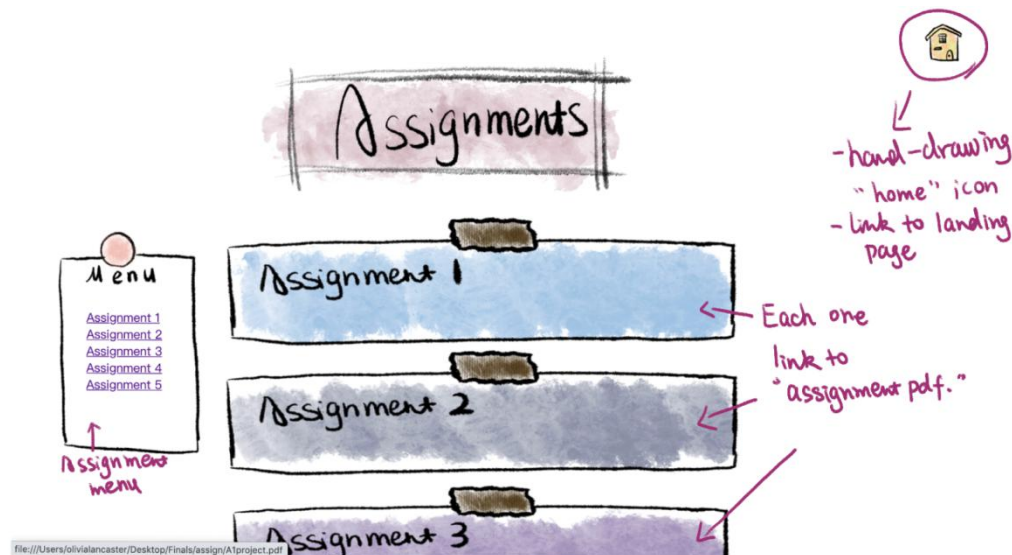 Assignments
-hand-drawing
"home" icon
- Link to landing
page
Menu
Assignment 1
Assignment 2
Assignment 3
Assignment 4
Assignment 5
Assignment
menu
Assignment 1
Each one
link to
"assignment pdf."
Assignment 2
Assignment 3
file:///Users/olivialancaster/Desktop/Finals/assign/A1project.pdf